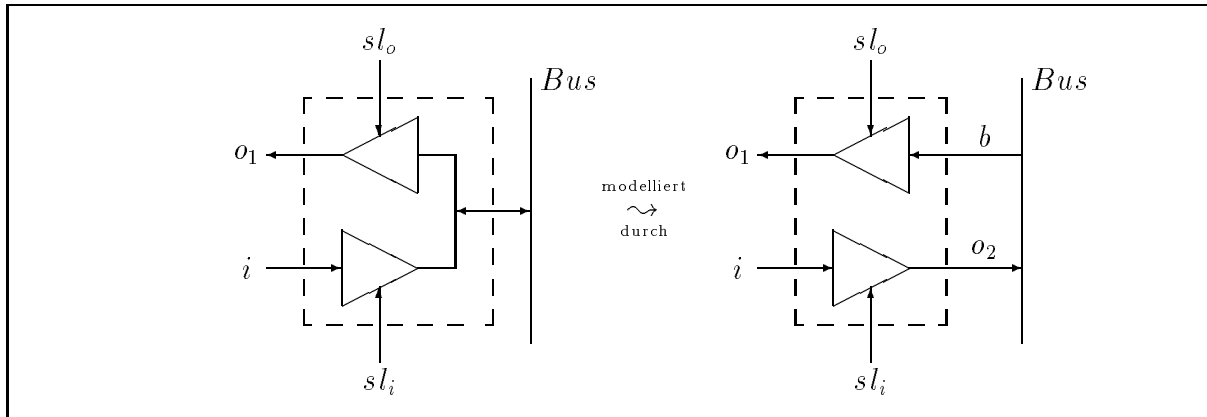 sl_o
Bus
o_1
i
sl_i
modelliert
durch
sl_o
Bus
o_1
b
i
o_2
sl_i